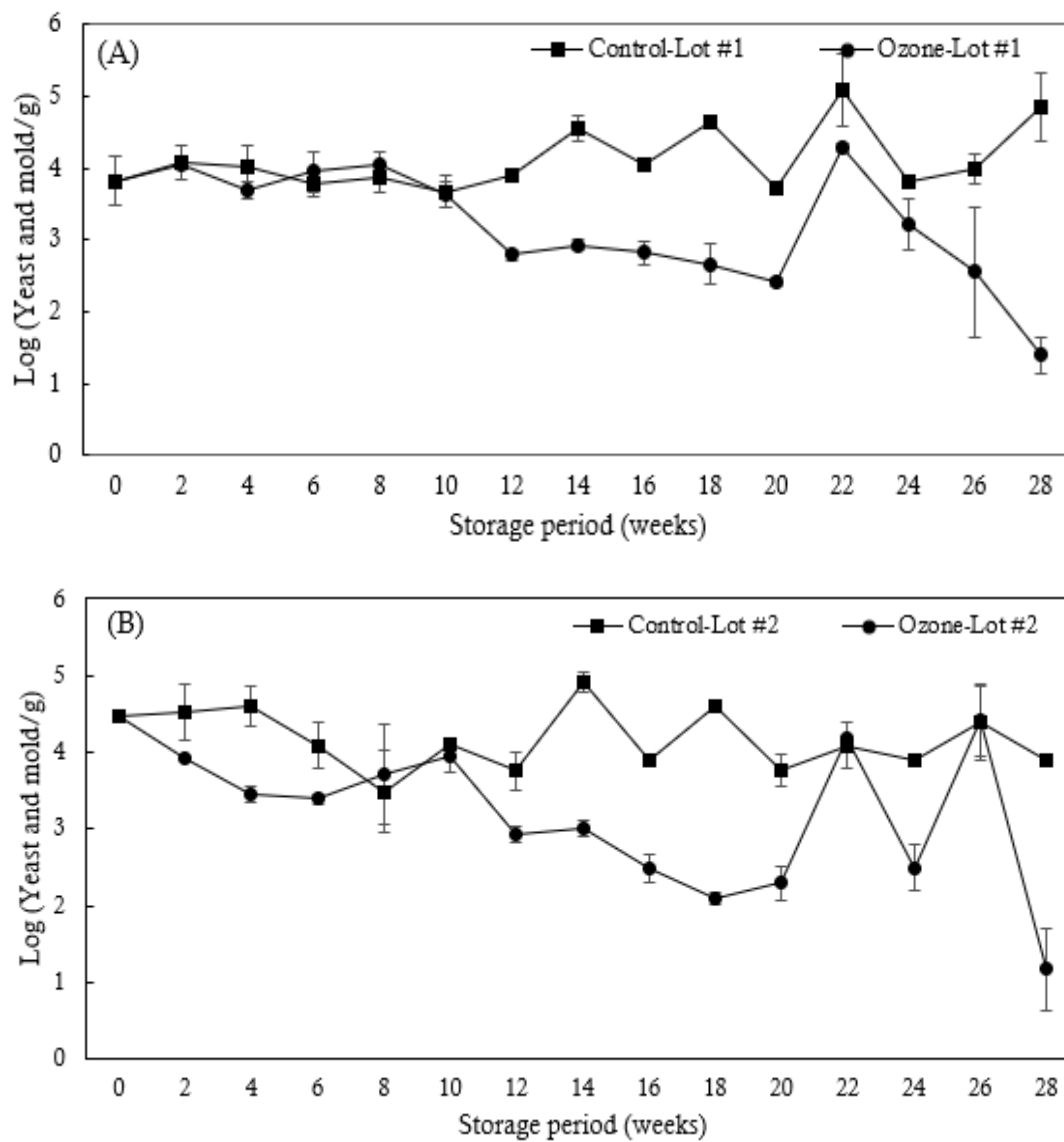 (A)
Control-Lot #1 Ozone-Lot #1
Log (Yeast and mold/g)
6
5
4
3
2
1
0
0 2 4 6 8 10 12 14 16 18 20 22 24 26 28
Storage period (weeks)
(B)
Control-Lot #2 Ozone-Lot #2
Log (Yeast and mold/g)
6
5
4
3
2
1
0
0 2 4 6 8 10 12 14 16 18 20 22 24 26 28
Storage period (weeks)